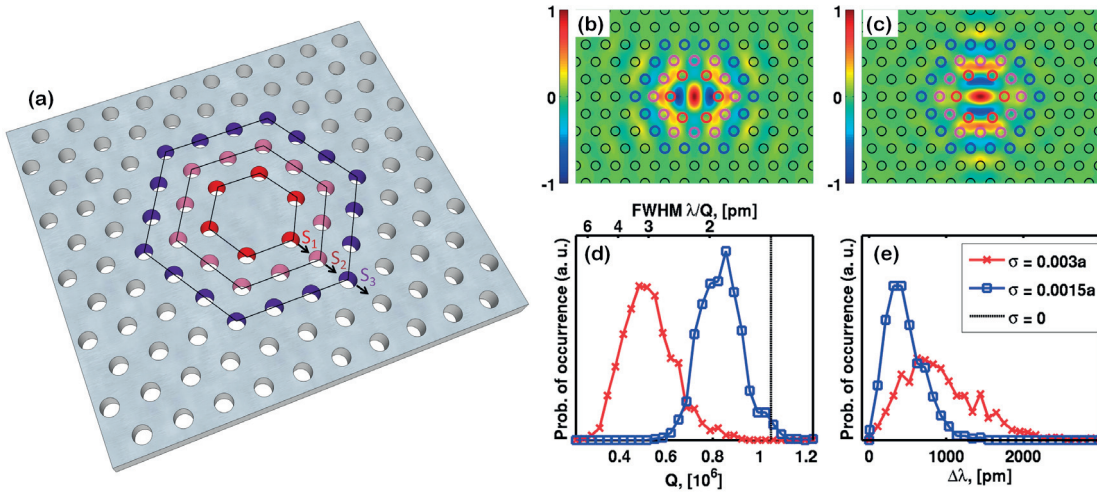 (a)
S1
S2
S3
(b)
1
0
-1
(c)
1
0
-1
FWHM λ/Q, [pm]
6 4 3 2
(d)
Prob. of occurrence (a. u.)
0.4 0.6 0.8 1 1.2
Q, [10^6]
(e)
σ = 0.003a
σ = 0.0015a
σ = 0
Prob. of occurrence (a. u.)
0 1000 2000
Δλ, [pm]